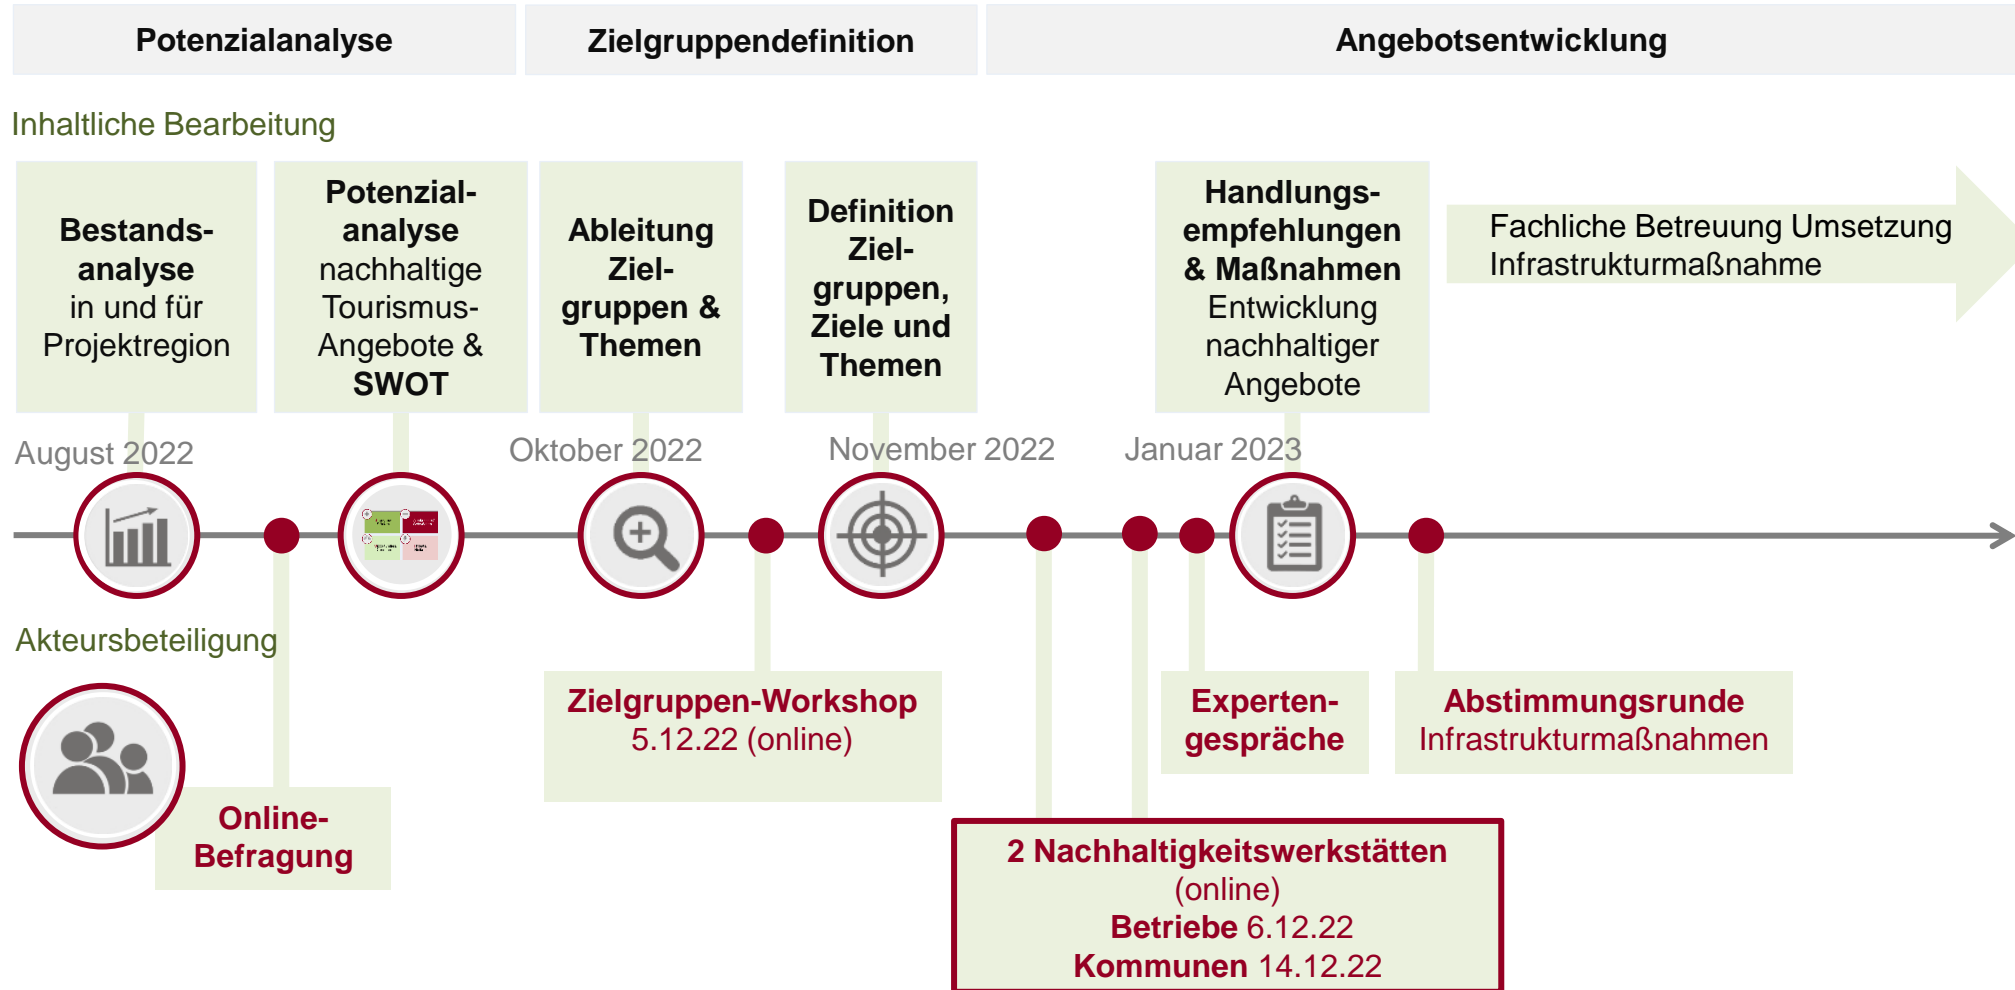 Potenzialanalyse
Zielgruppendefinition
Angebotsentwicklung
Inhaltliche Bearbeitung
Bestands-
analyse
in und für
Projektregion
Potenzial-
analyse
nachhaltige
Tourismus-
Angebote &
SWOT
Ableitung
Ziel-
gruppen &
Themen
Definition
Ziel-
gruppen,
Ziele und
Themen
Handlungs-
empfehlungen
& Maßnahmen
Entwicklung
nachhaltiger
Angebote
Fachliche Betreuung Umsetzung
Infrastrukturmaßnahme
August 2022
Oktober 2022
November 2022
Januar 2023
Akteursbeteiligung
Online-
Befragung
Zielgruppen-Workshop
5.12.22 (online)
Experten-
gespräche
Abstimmungsrunde
Infrastrukturmaßnahmen
2 Nachhaltigkeitswerkstätten
(online)
Betriebe 6.12.22
Kommunen 14.12.22